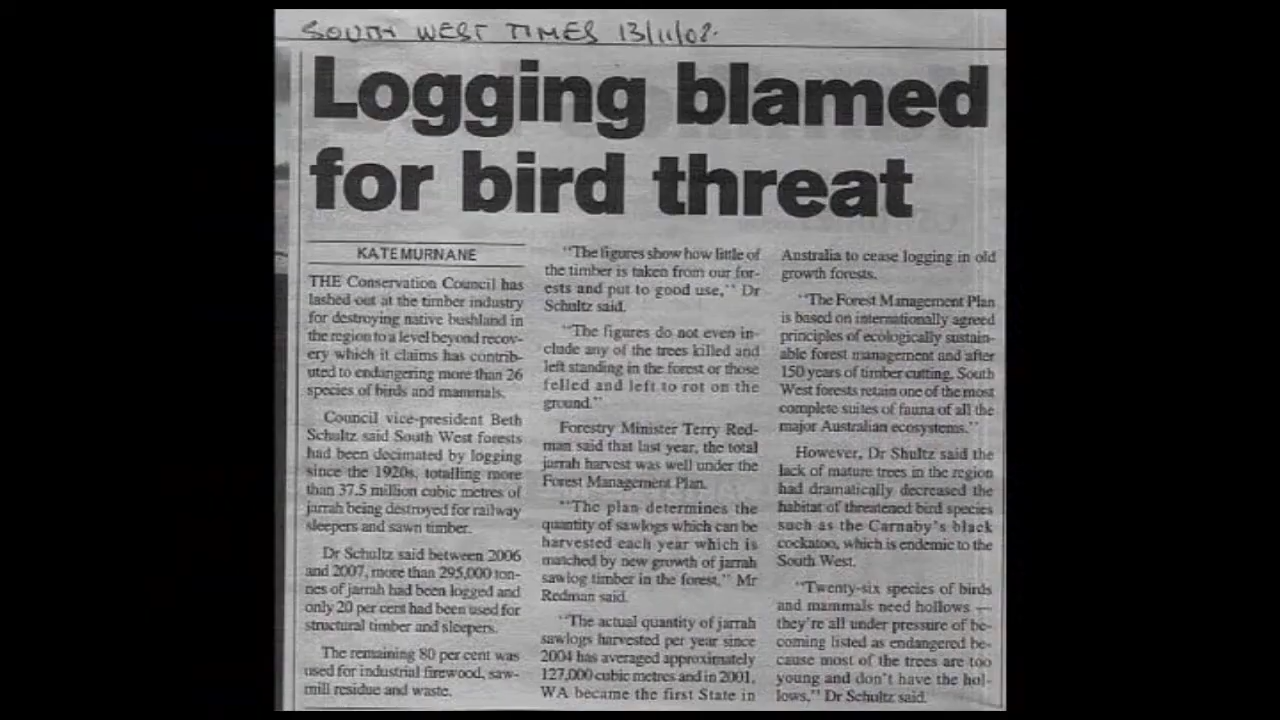 SOUTH WEST TIMES 13/11/08.
Logging blamed
for bird threat
KATE MURNANE
THE Conservation Council has
lashed out at the timber industry
for destroying native bushland in
the region to a level beyond recov-
ery which it claims has contrib-
uted to endangering more than 26
species of birds and mammals.
Council vice-president Beth
Schultz said South West forests
had been decimated by logging
since the 1920s, totalling more
than 37.5 million cubic metres of
jarrah being destroyed for railway
sleepers and sawn timber.
Dr Schultz said between 2006
and 2007, more than 295,000 ton-
nes of jarrah had been logged and
only 20 per cent had been used for
structural timber and sleepers.
The remaining 80 per cent was
used for industrial firewood, saw-
mill residue and waste.
"The figures show how little of
the timber is taken from our for-
ests and put to good use," Dr
Schultz said.
"The figures do not even in-
clude any of the trees killed and
left standing in the forest or those
felled and left to rot on the
ground."
Forestry Minister Terry Red-
man said that last year, the total
jarrah harvest was well under the
Forest Management Plan.
"The plan determines the
quantity of sawlogs which can be
harvested each year which is
matched by new growth of jarrah
sawlog timber in the forest," Mr
Redman said.
"The actual quantity of jarrah
sawlogs harvested per year since
2004 has averaged approximately
127,000 cubic metres and in 2001,
WA became the first State in
Australia to cease logging in old
growth forests.
"The Forest Management Plan
is based on internationally agreed
principles of ecologically sustain-
able forest management and after
150 years of timber cutting, South
West forests retain one of the most
complete suites of fauna of all the
major Australian ecosystems."
However, Dr Shultz said the
lack of mature trees in the region
had dramatically decreased the
habitat of threatened bird species
such as the Carnaby's black
cockatoo, which is endemic to the
South West.
"Twenty-six species of birds
and mammals need hollows —
they're all under pressure of be-
coming listed as endangered be-
cause most of the trees are too
young and don't have the hol-
lows," Dr Schultz said.